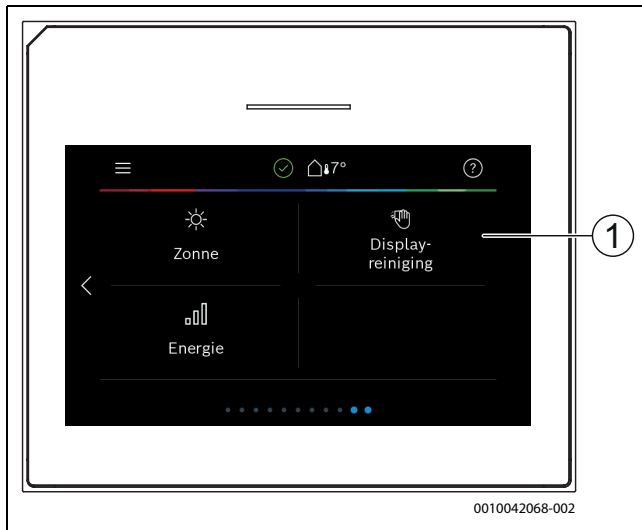 7°
?
Zonne
Display-
reiniging
1
Energie
0010042068-002